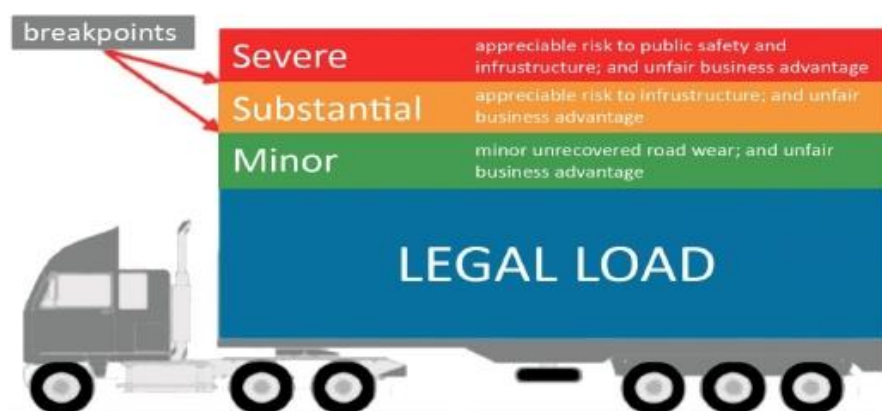 breakpoints
Severe
appreciable risk to public safety and
infrustructure; and unfair business advantage
Substantial
appreciable risk to infrustructure; and unfair
business advantage
Minor
minor unrecovered road wear; and unfair
business advantage
LEGAL LOAD